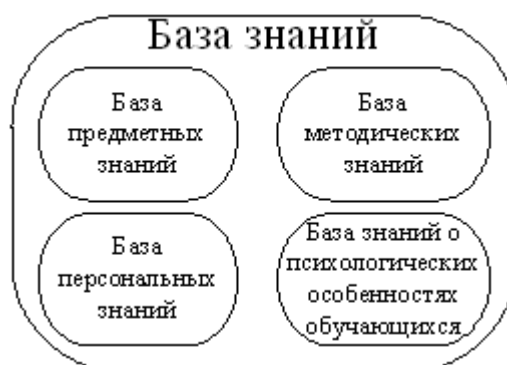 База знаний
База
предметных
знаний
База
методических
знаний
База
персональных
знаний
База знаний о
психологических
особенностях
обучающихся